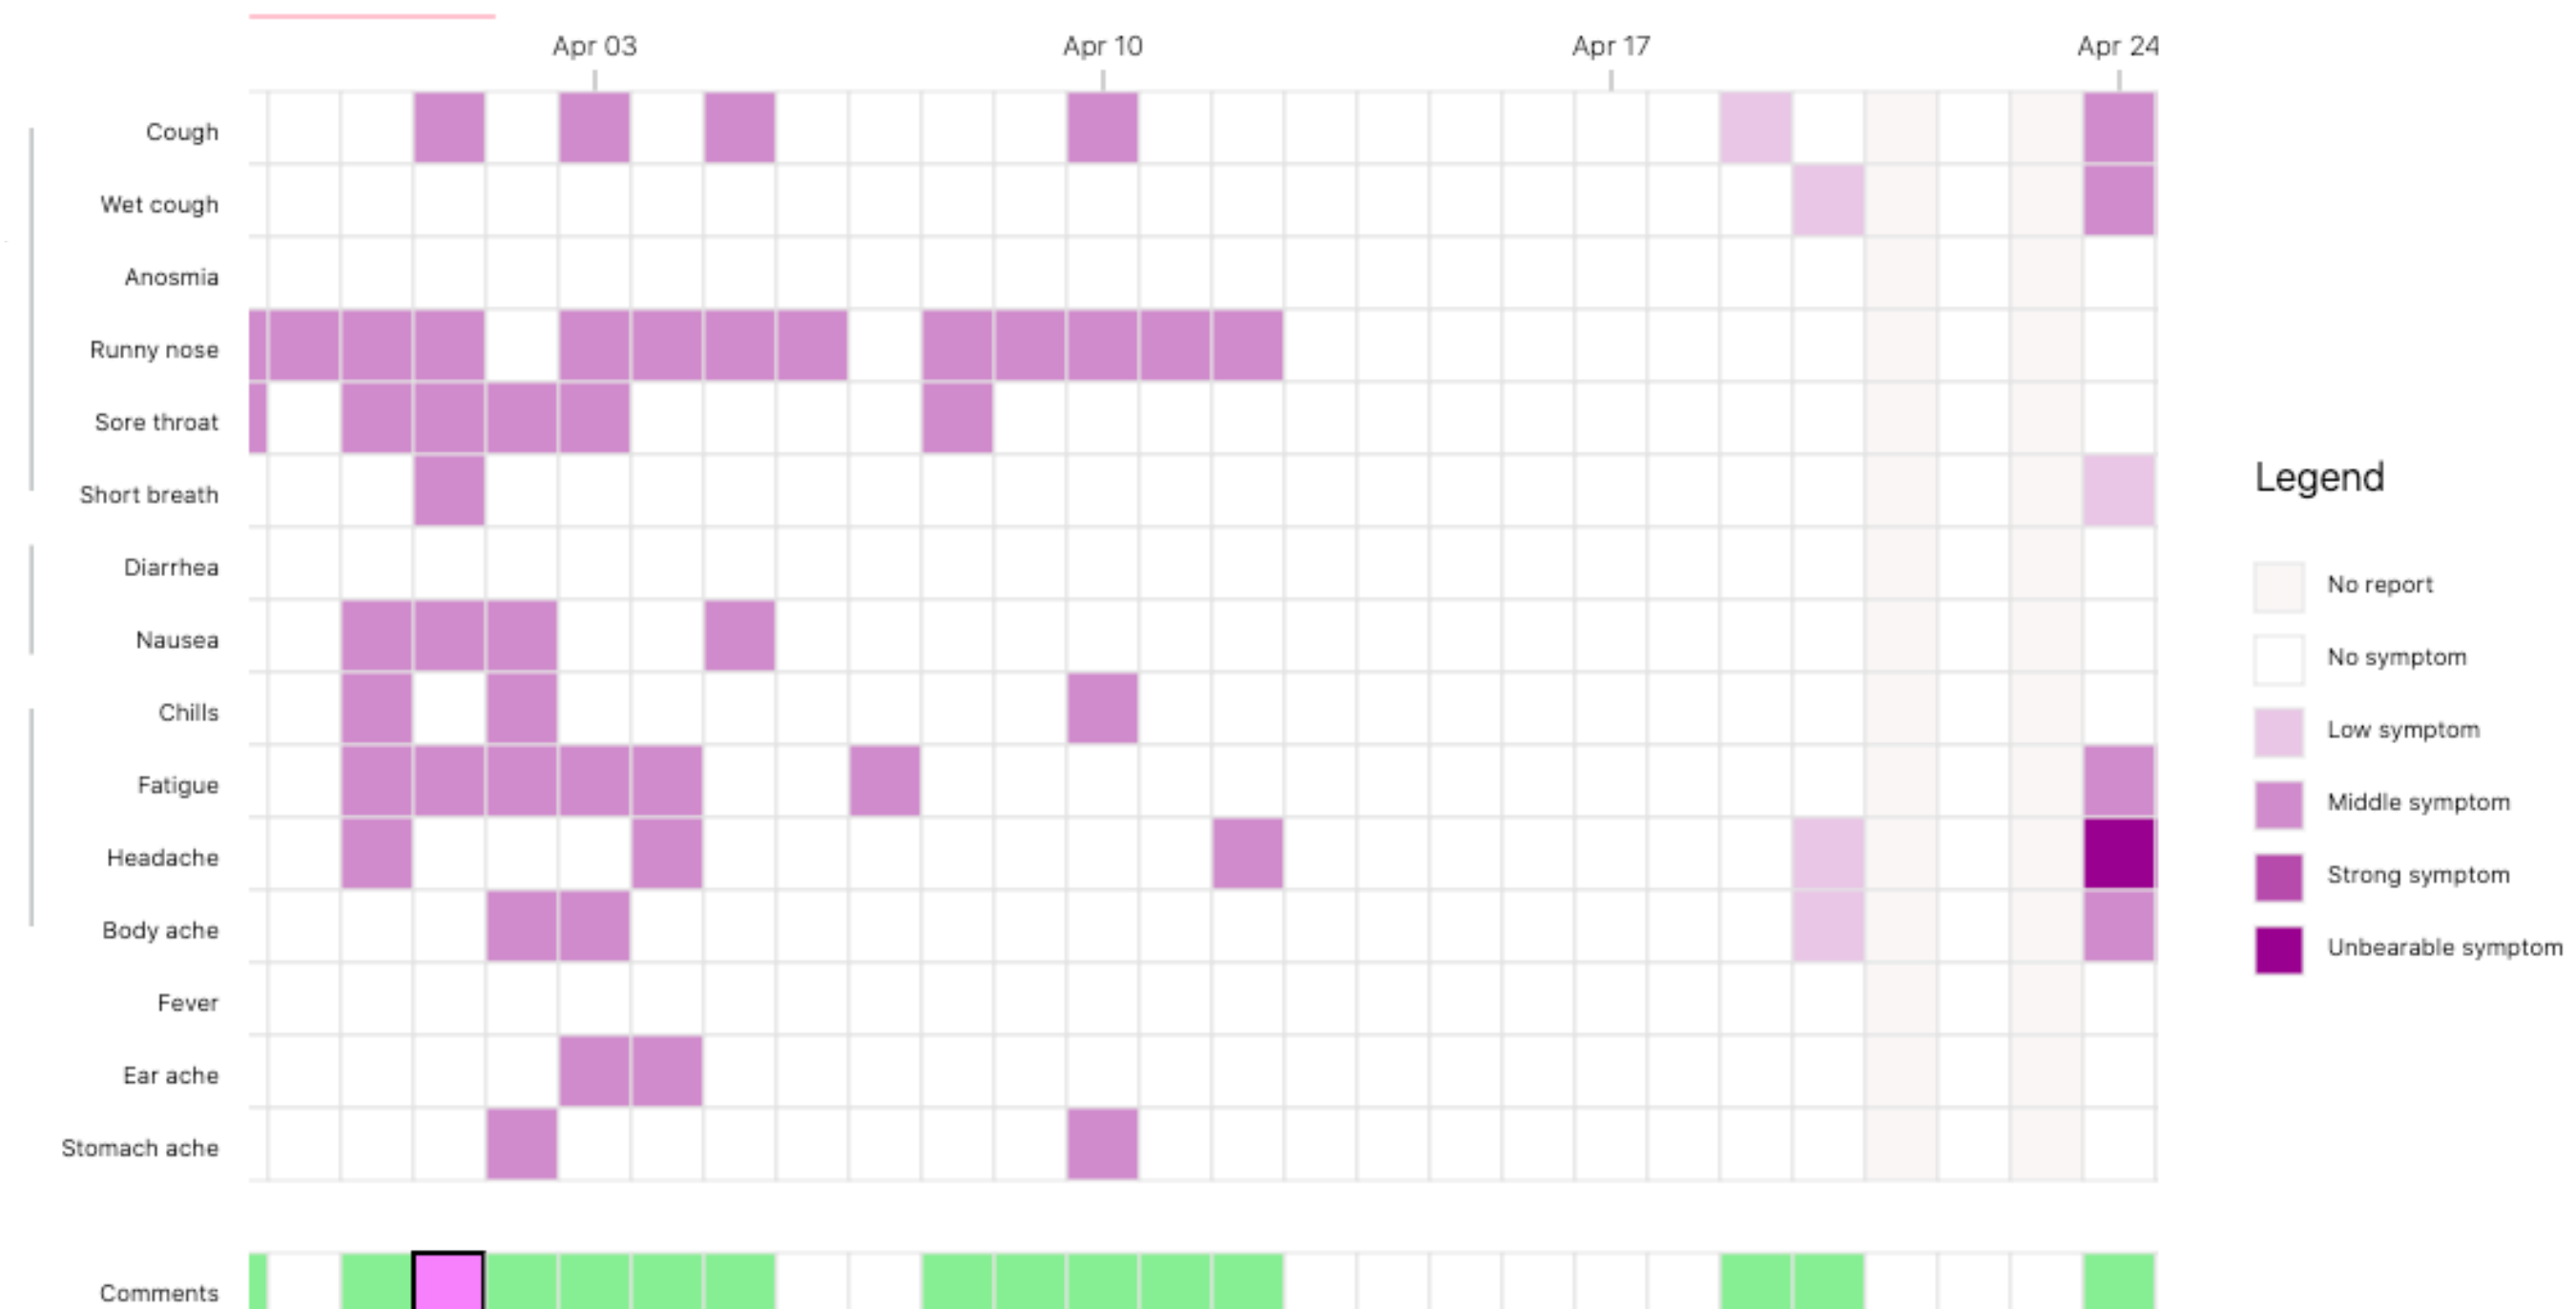 Apr 03
Apr 10
Apr 17
Apr 24
Cough
Wet cough
Anosmia
Runny nose
Sore throat
Short breath
Diarrhea
Nausea
Chills
Fatigue
Headache
Body ache
Fever
Ear ache
Stomach ache
Comments
Legend
No report
No symptom
Low symptom
Middle symptom
Strong symptom
Unbearable symptom